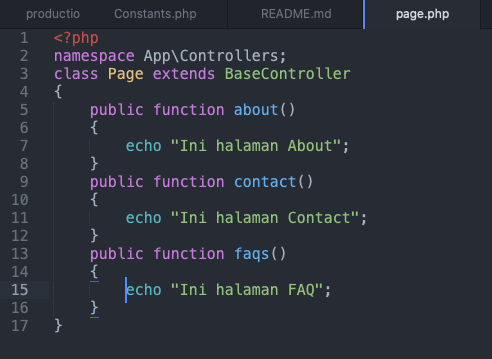 productio Constants.php README.md page.php
1 <?php
2 namespace App\Controllers;
3 class Page extends BaseController
4 {
5     public function about()
6     {
7         echo "Ini halaman About";
8     }
9     public function contact()
10     {
11         echo "Ini halaman Contact";
12     }
13     public function faqs()
14     {
15         echo "Ini halaman FAQ";
16     }
17 }